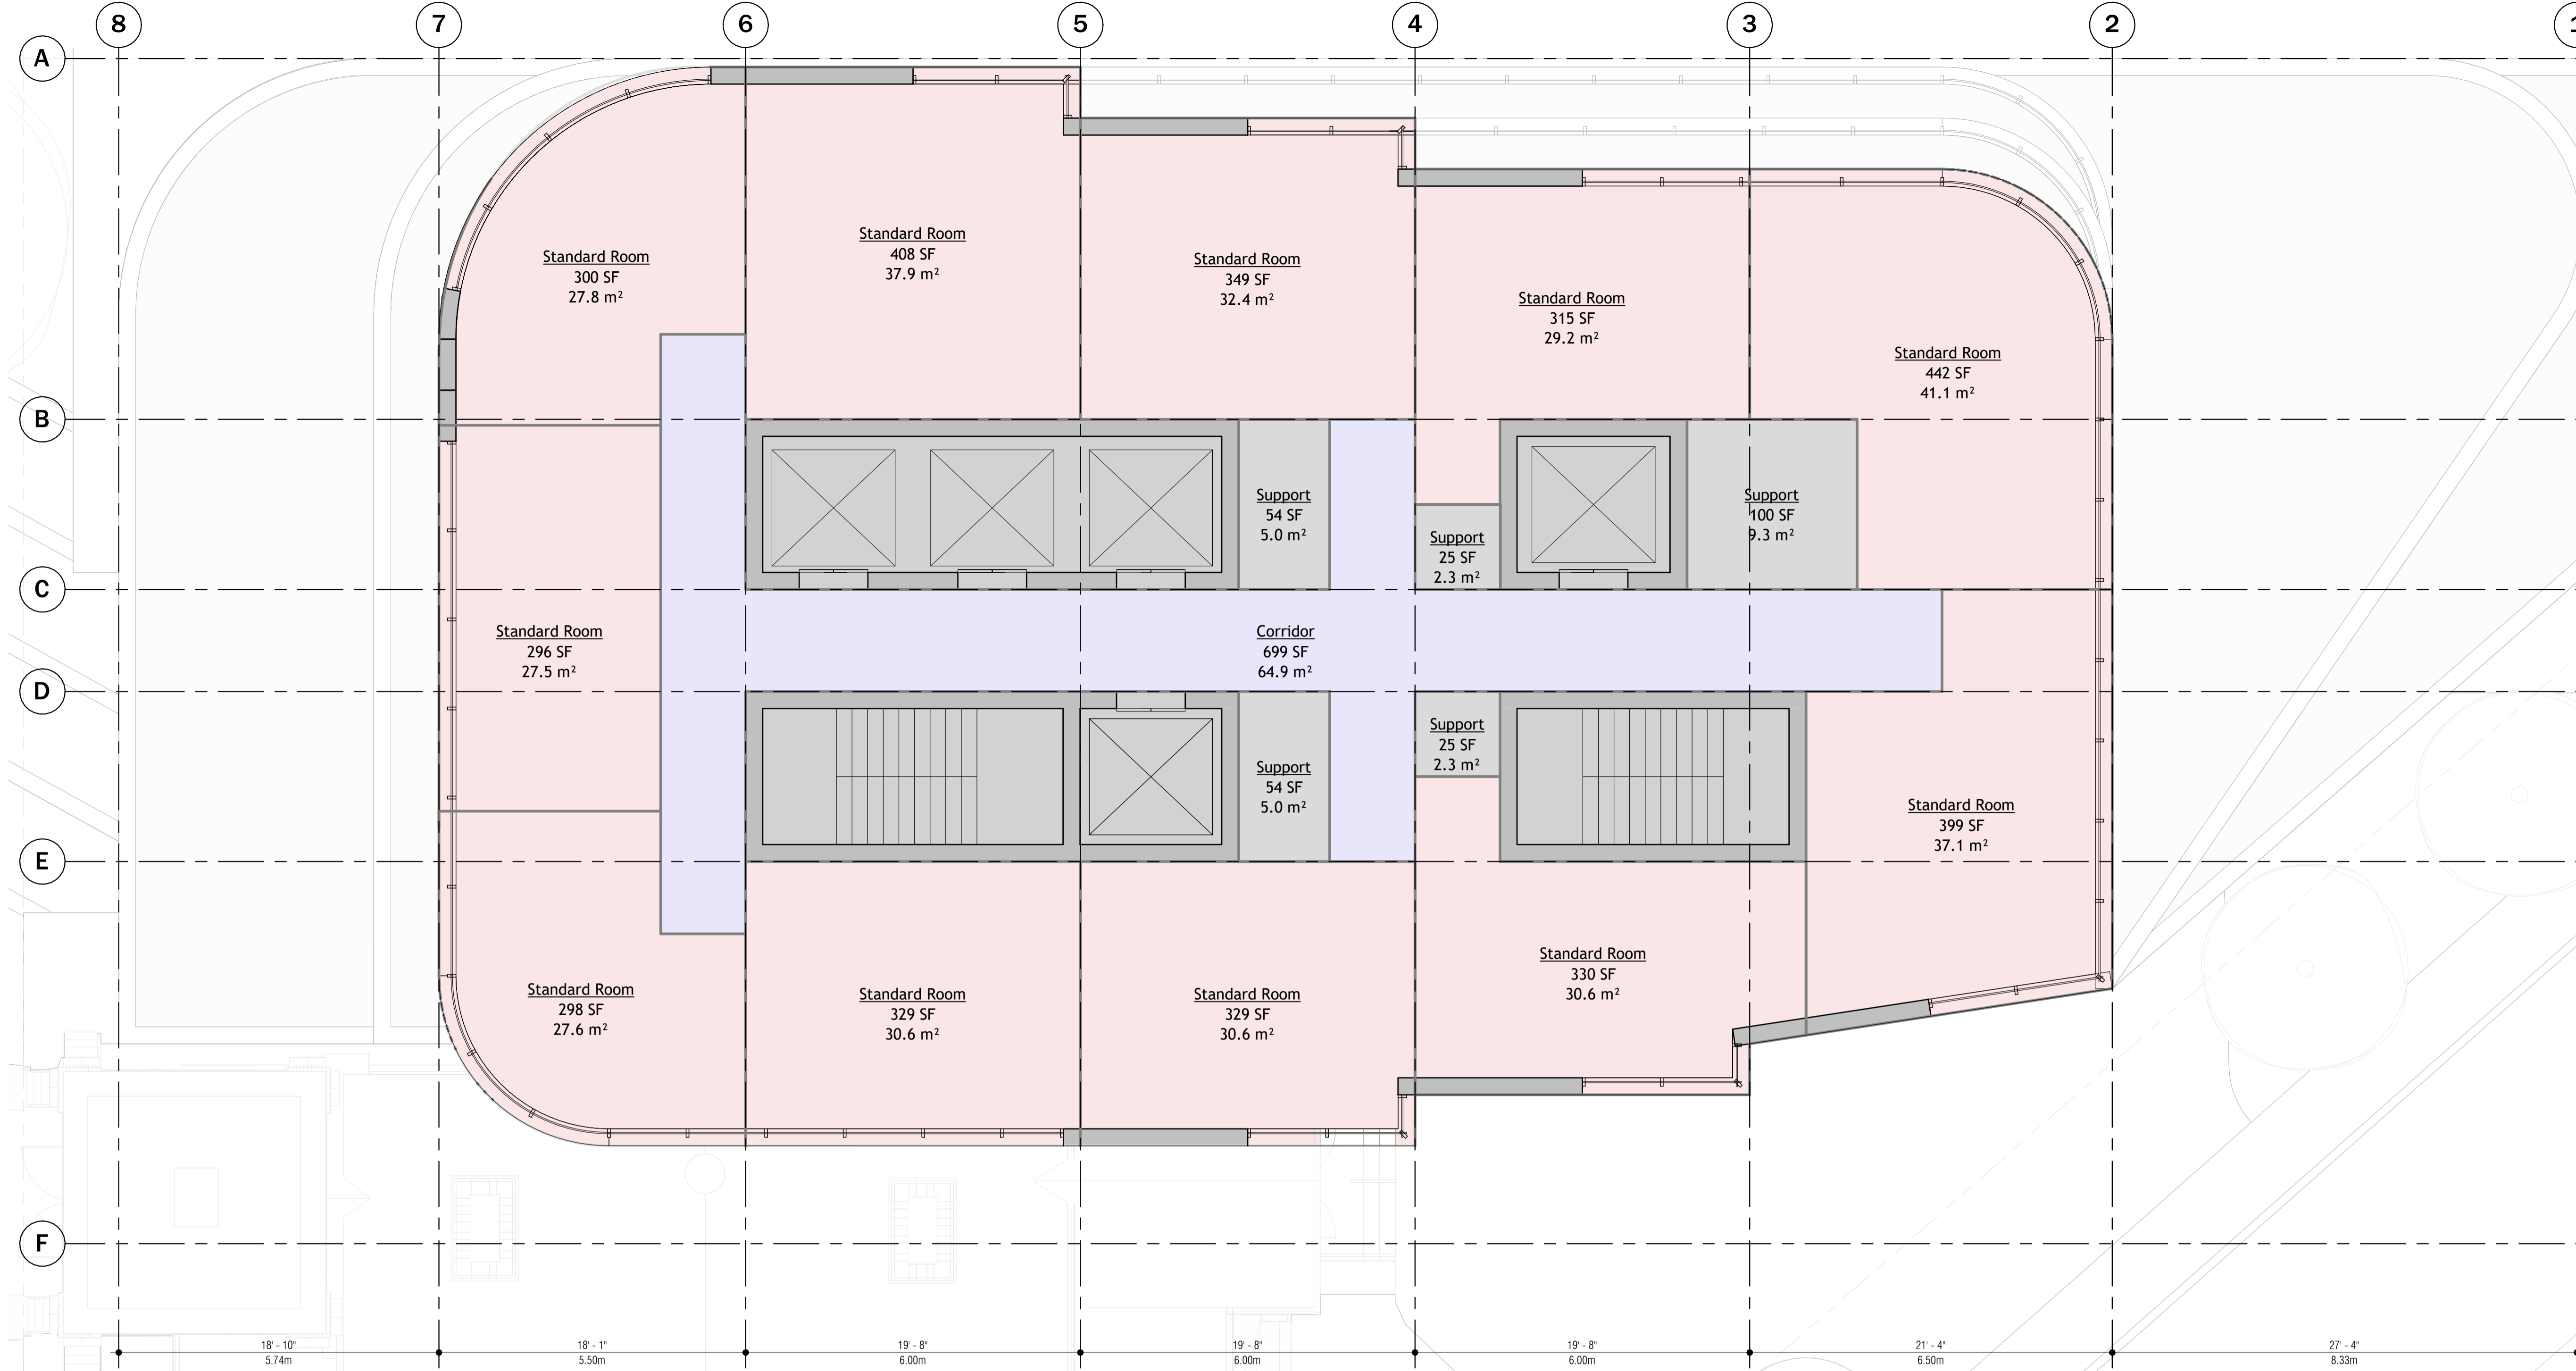 8
7
6
5
4
3
2
A
Standard Room
408 SF
37.9 m²
Standard Room
300 SF
27.8 m²
Standard Room
349 SF
32.4 m²
Standard Room
315 SF
29.2 m²
Standard Room
442 SF
41.1 m²
B
Support
54 SF
5.0 m²
Support
25 SF
2.3 m²
Support
100 SF
9.3 m²
C
Standard Room
296 SF
27.5 m²
Corridor
699 SF
64.9 m²
D
Support
54 SF
5.0 m²
Support
25 SF
2.3 m²
Standard Room
399 SF
37.1 m²
E
Standard Room
298 SF
27.6 m²
Standard Room
329 SF
30.6 m²
Standard Room
329 SF
30.6 m²
Standard Room
330 SF
30.6 m²
F
18' - 10"
5.74m
18' - 1"
5.50m
19' - 8"
6.00m
19' - 8"
6.00m
19' - 8"
6.00m
21' - 4"
6.50m
27' - 4"
8.33m